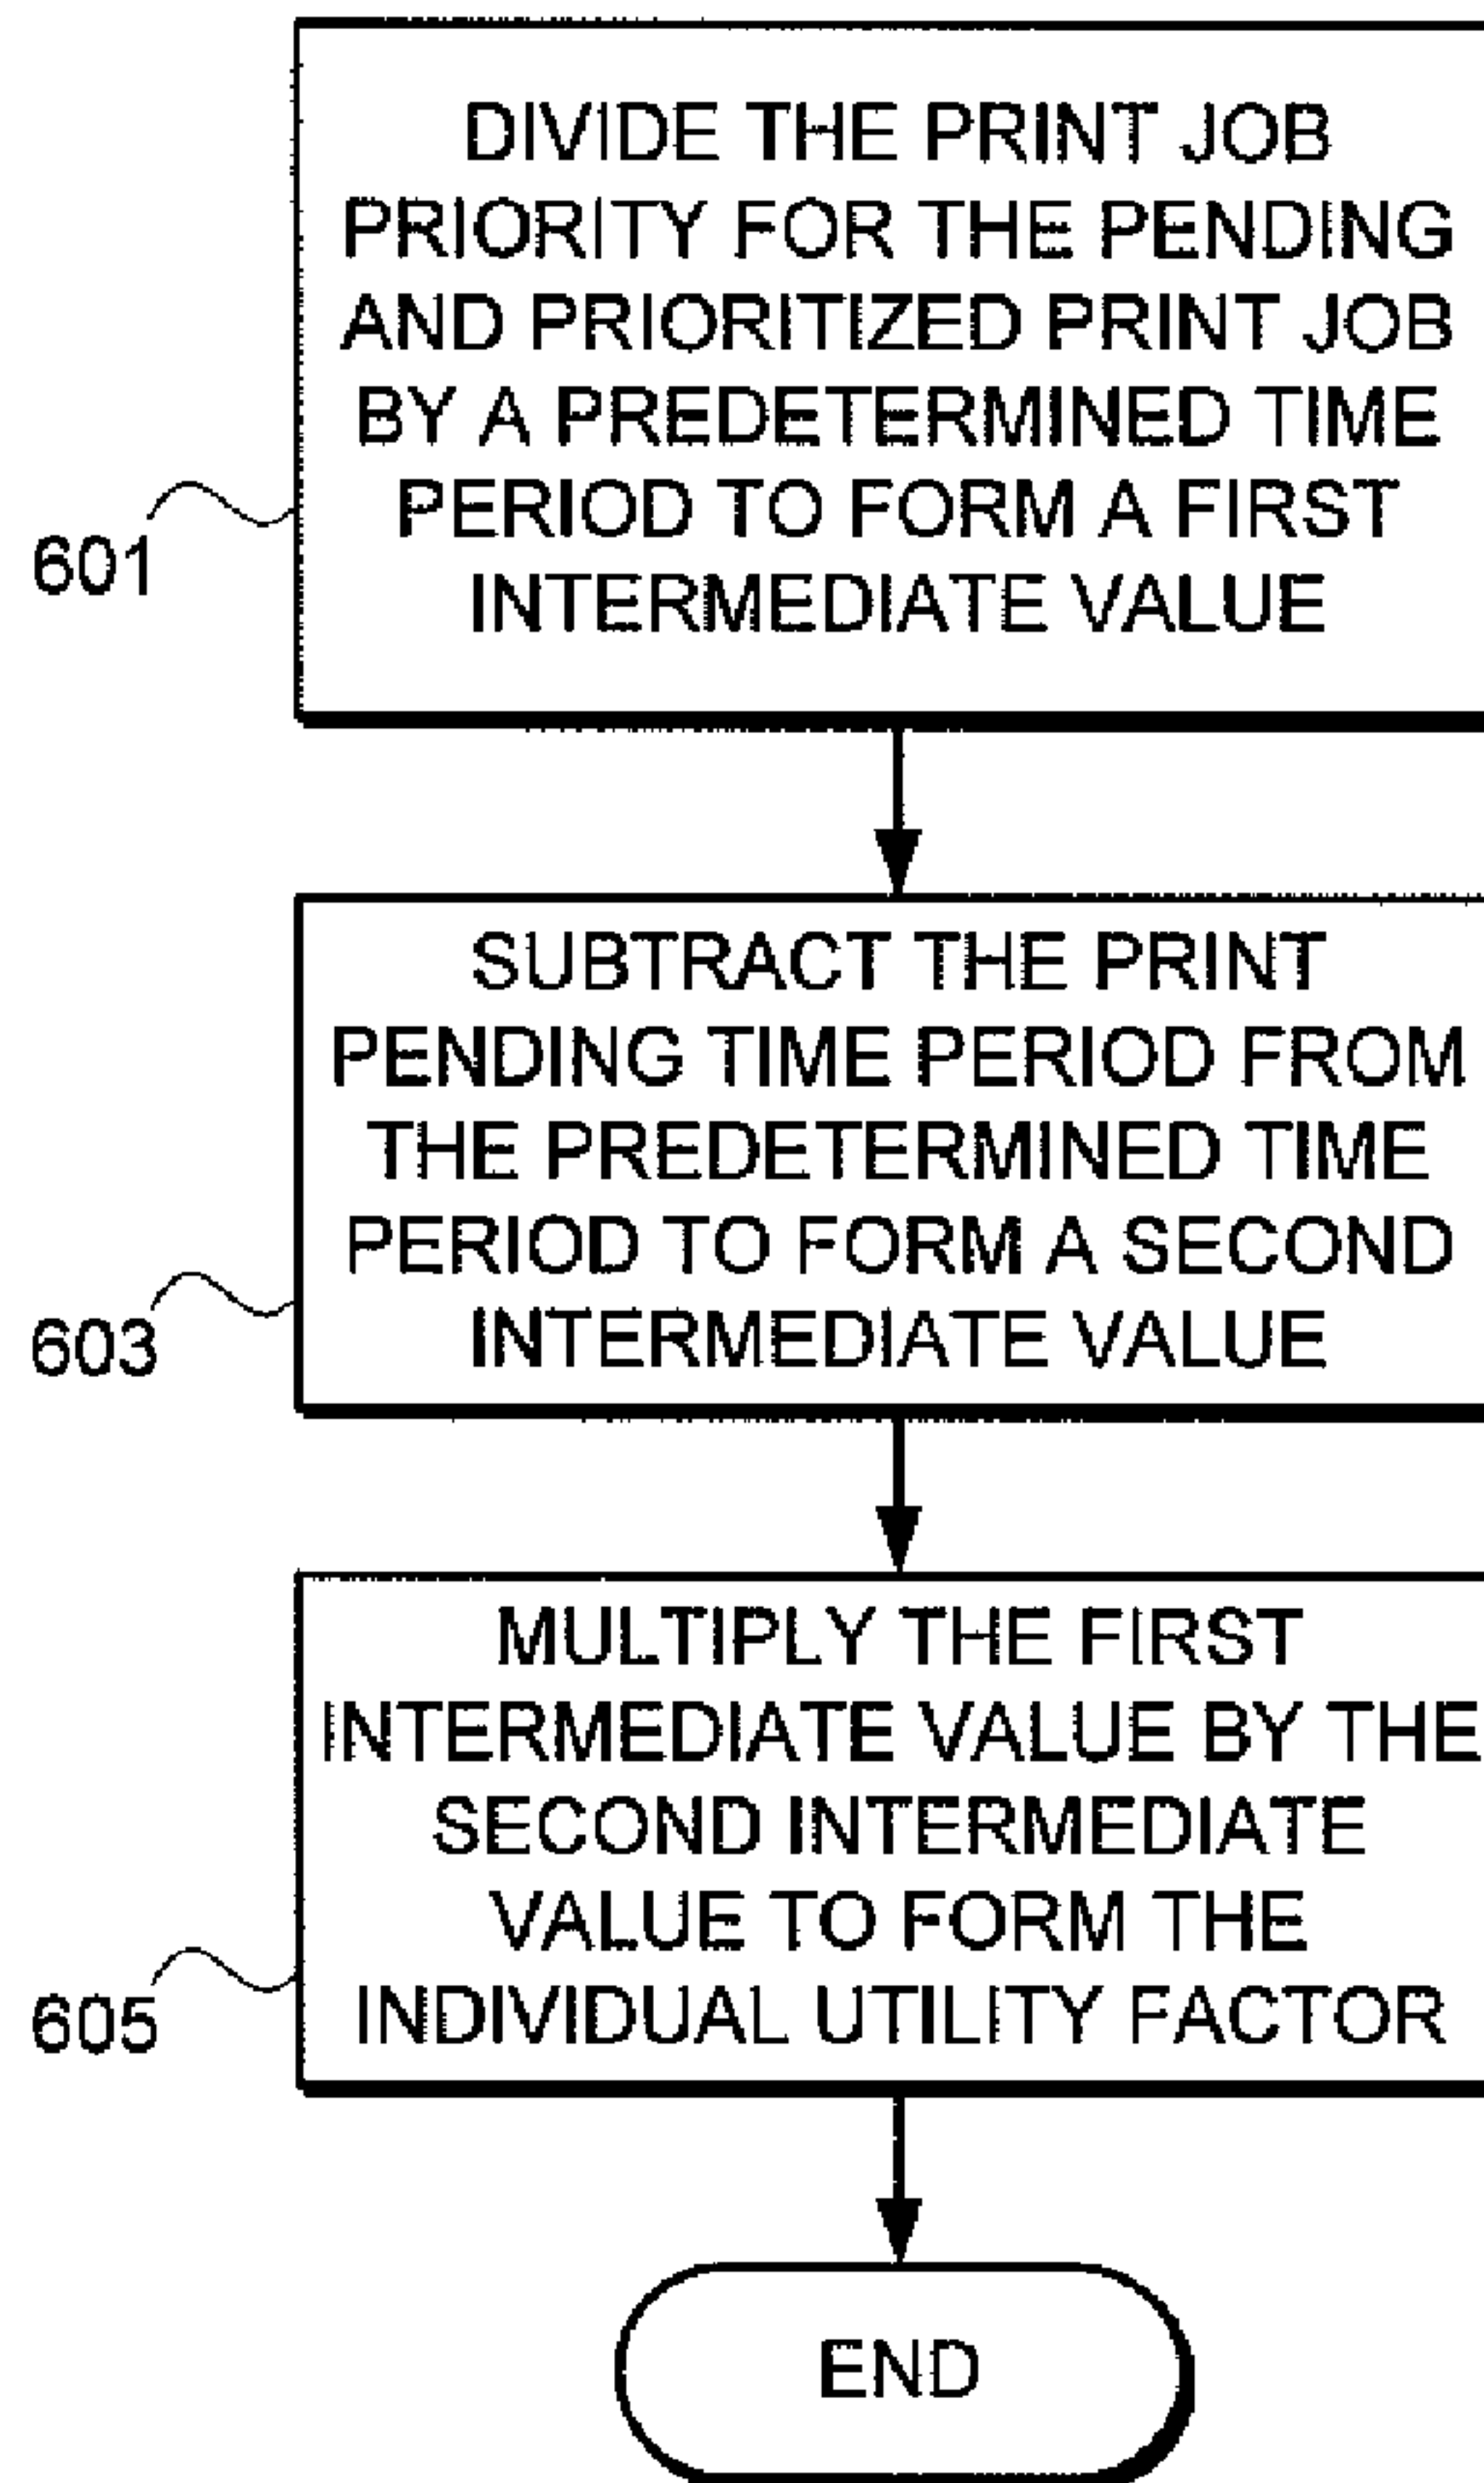 DIVIDE THE PRINT JOB
PRIORITY FOR THE PENDING
AND PRIORITIZED PRINT JOB
BY A PREDETERMINED TIME
PERIOD TO FORM A FIRST
INTERMEDIATE VALUE
601
SUBTRACT THE PRINT
PENDING TIME PERIOD FROM
THE PREDETERMINED TIME
PERIOD TO FORM A SECOND
INTERMEDIATE VALUE
603
MULTIPLY THE FIRST
INTERMEDIATE VALUE BY THE
SECOND INTERMEDIATE
VALUE TO FORM THE
INDIVIDUAL UTILITY FACTOR
605
END